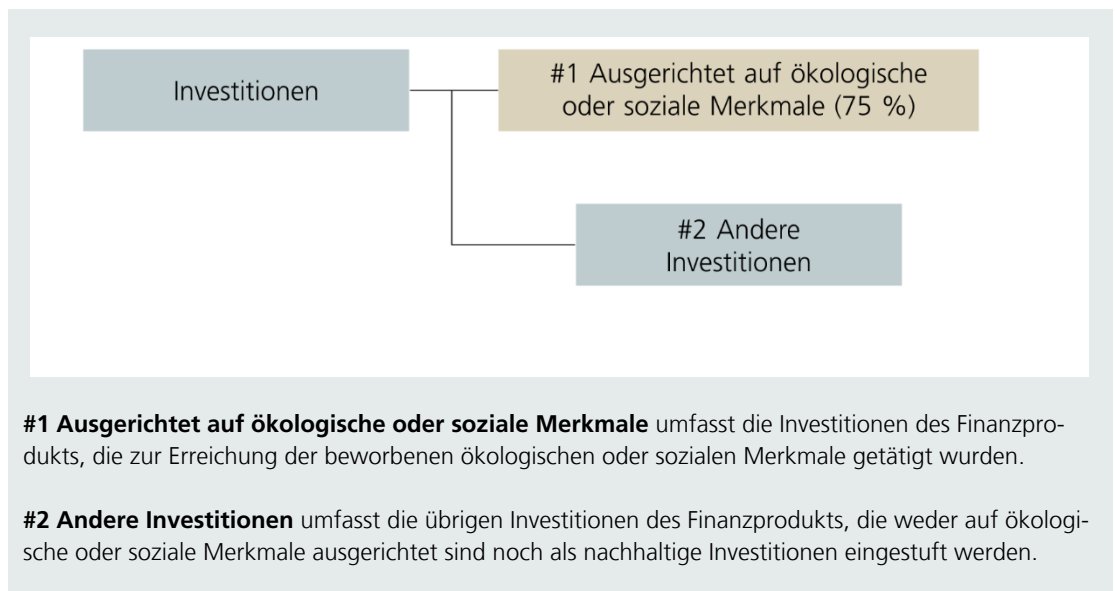 Investitionen
#1 Ausgerichtet auf ökologische
oder soziale Merkmale (75 %)
#2 Andere
Investitionen
#1 Ausgerichtet auf ökologische oder soziale Merkmale umfasst die Investitionen des Finanzpro-
dukts, die zur Erreichung der beworbenen ökologischen oder sozialen Merkmale getätigt wurden.
#2 Andere Investitionen umfasst die übrigen Investitionen des Finanzprodukts, die weder auf ökologi-
sche oder soziale Merkmale ausgerichtet sind noch als nachhaltige Investitionen eingestuft werden.